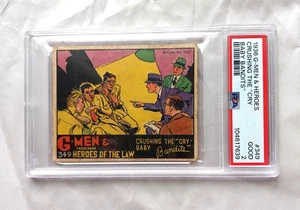 1936 G-MEN & HEROES
CRUSHING THE "CRY-
BABY BANDITS"
#349
GOOD
2
PSA
104617639
G-MEN &
HEROES OF THE LAW
349
CRUSHING THE "CRY-
BABY Bandits"